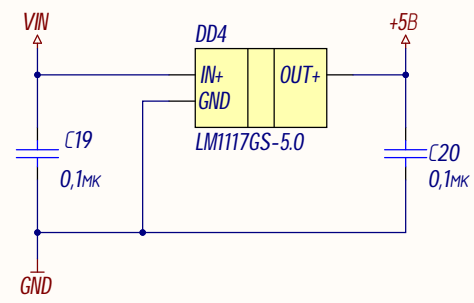 VIN
+5В
DD4
IN+
OUT+
GND
LM1117GS-5.0
C19
0,1мк
C20
0,1мк
GND